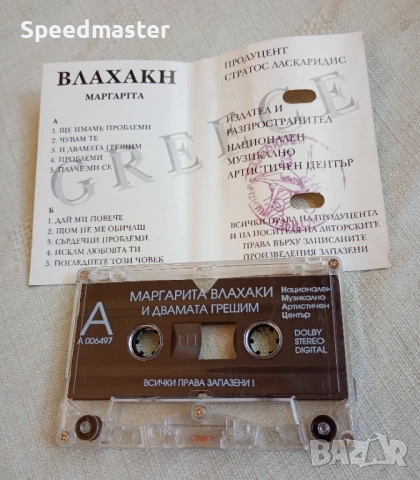 Speedmaster
ВЛАХАКИ
МАРГАРІТА
А
1. ЩЕ ИМАМЕ ПРОБЛЕМИ
2. ЧУВАМ ТЕ
3. И ДВАМАТА ГРЕШИМ
4. ПРОБЛЕМИ
5. ПЛАЧЕ МИ СЕ
Б
1. ДАЙ МИ ПОВЕЧЕ
2. ЩОМ НЕ МЕ ОБИЧАШ
3. СЪРДЕЧНИ ПРОБЛЕМИ
4. ИСКАМ ЛЮБОВТА ТИ
5. ПОГЛЕДНЕТЕ ТОЗИ ЧОВЕК
GREECE
ПРОДУЦЕНТ
СТРАТОС ЛАСКАРИДИС
ИЗДАТЕЛ И
РАЗПРОСТРАНИТЕЛ
НАЦИОНАЛЕН
МУЗИКАЛНО
АРТИСТИЧЕН ЦЕНТЪР
ВСИЧКИ ПРАВА НА ПРОДУЦЕНТА
И НА НОСИТЕЛЯ НА АВТОРСКИТЕ
ПРАВА ВЪРХУ ЗАПИСАНИТЕ
ПРОИЗВЕДЕНИЯ ЗАПАЗЕНИ
МАРГАРИТА ВЛАХАКИ
И ДВАМАТА ГРЕШИМ
A
A 006497
Национален
Музикално
Артистичен
Център
DOLBY
STEREO
DIGITAL
ВСИЧКИ ПРАВА ЗАПАЗЕНИ !
BAZAR